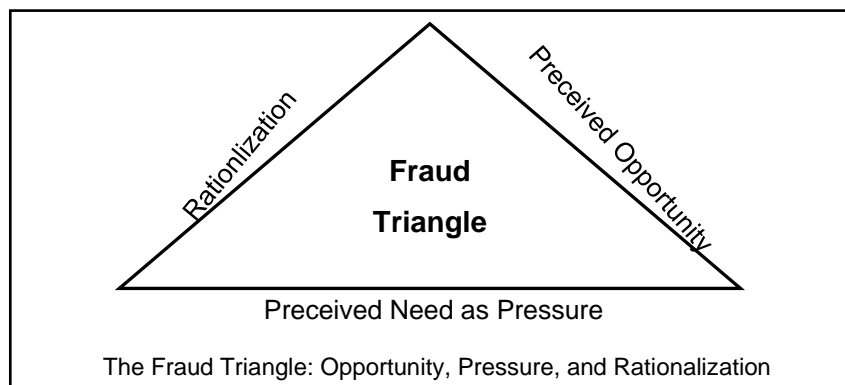 Rationlization
Preceived Opportunity
Fraud
Triangle
Preceived Need as Pressure
The Fraud Triangle: Opportunity, Pressure, and Rationalization